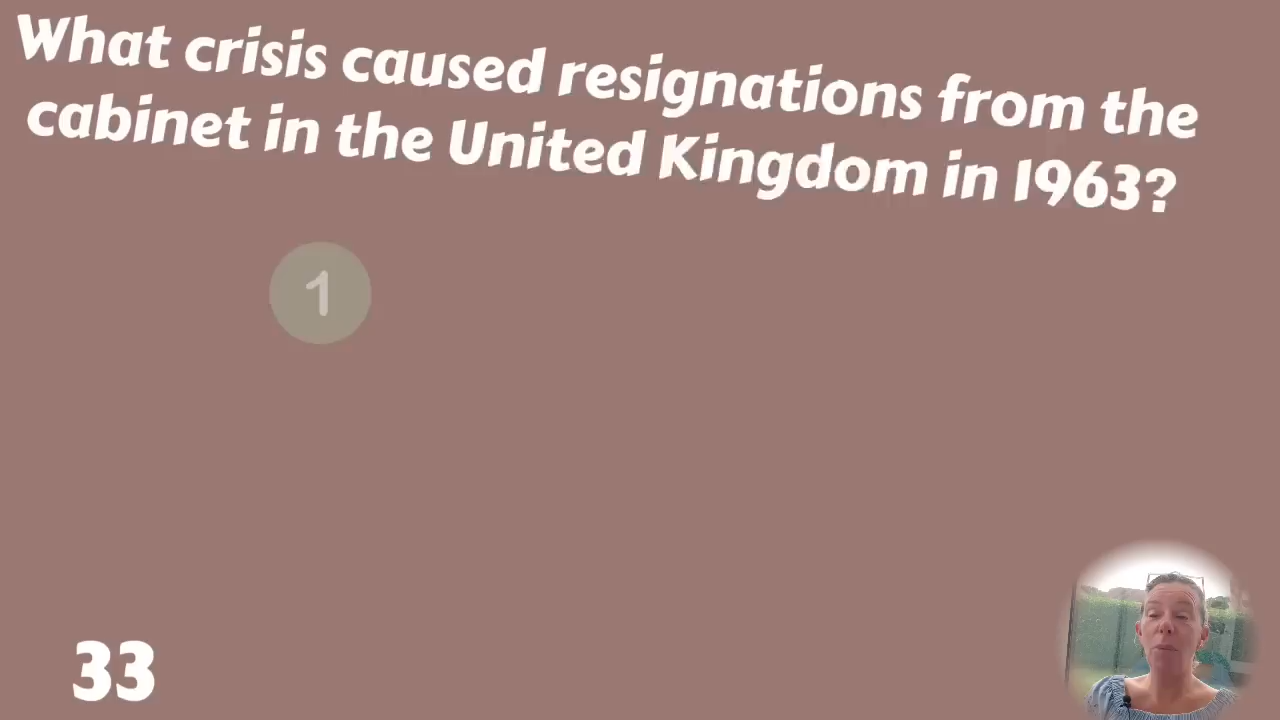 What crisis caused resignations from the
cabinet in the United Kingdom in 1963?
1
33